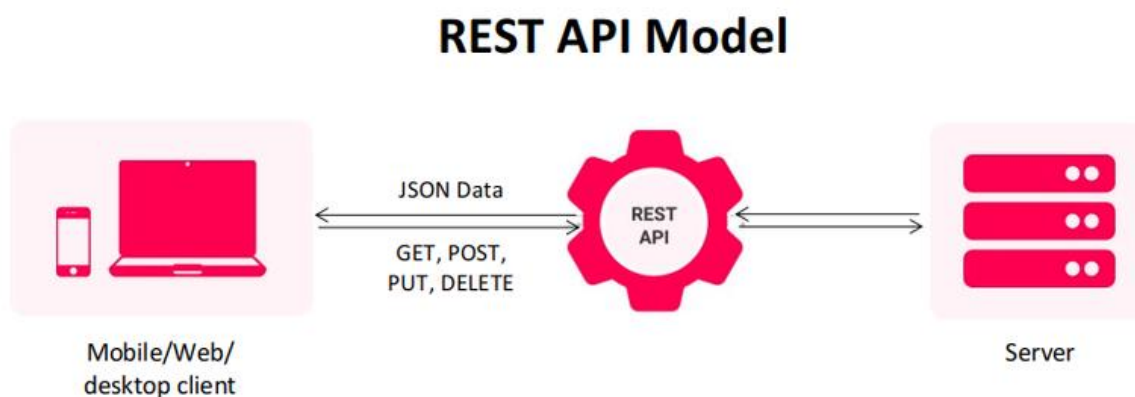 REST API Model
JSON Data
GET, POST,
PUT, DELETE
REST
API
Mobile/Web/
desktop client
Server